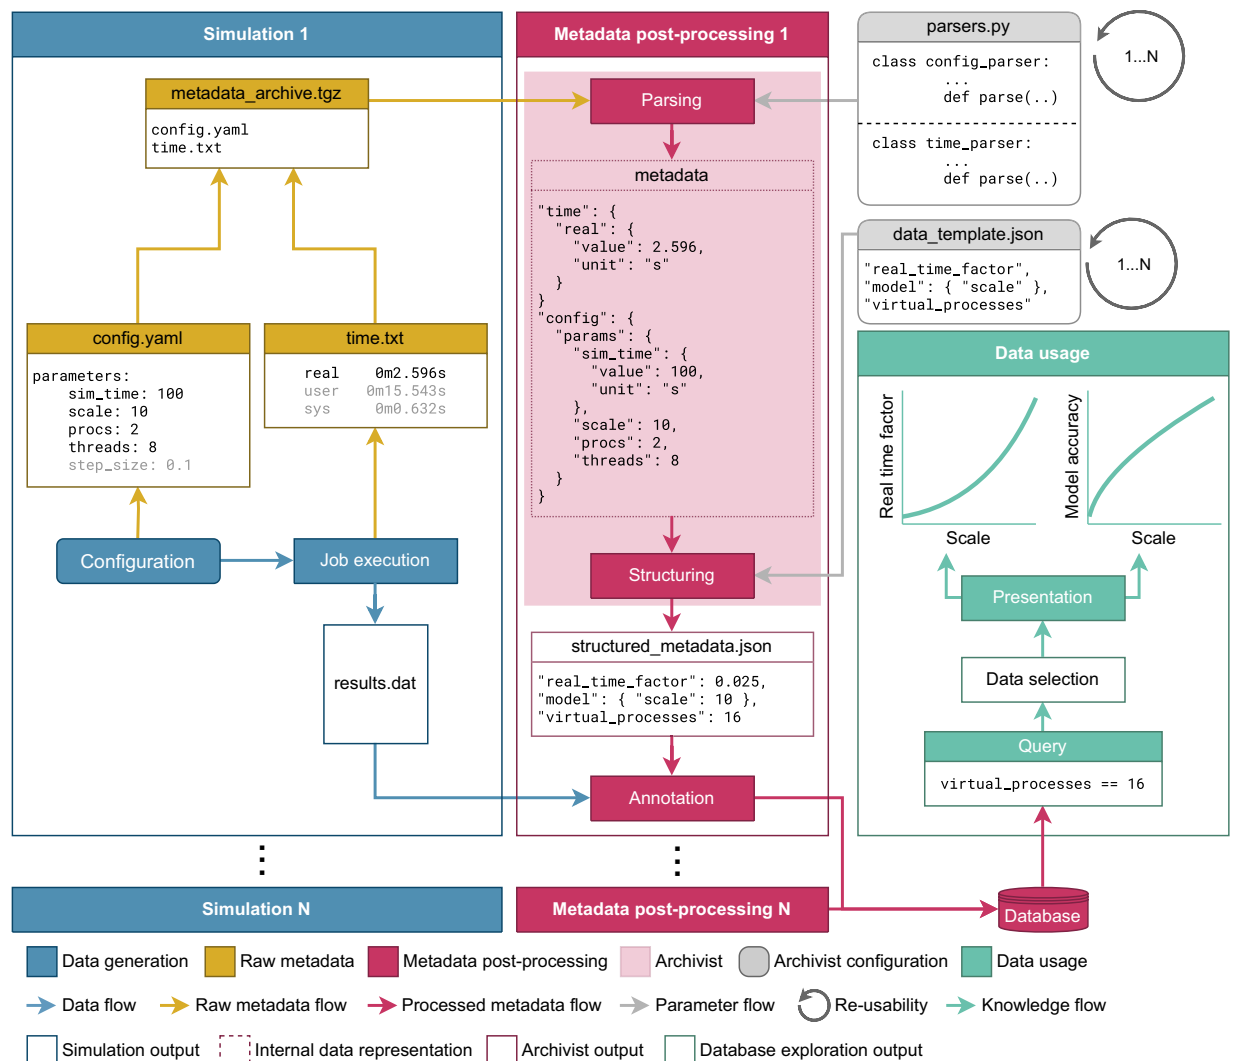 Simulation 1
metadata_archive.tgz
config.yaml
time.txt
config.yaml
parameters:
sim_time: 100
scale: 10
procs: 2
threads: 8
step_size: 0.1
time.txt
real 0m2.596s
user 0m15.543s
sys 0m0.632s
Configuration
Job execution
results.dat
Simulation N
Metadata post-processing 1
Parsing
metadata
"time": {
"real": {
"value": 2.596,
"unit": "s"
}
}
"config": {
"params": {
"sim_time": {
"value": 100,
"unit": "s"
},
"scale": 10,
"procs": 2,
"threads": 8
}
}
Structuring
structured_metadata.json
"real_time_factor": 0.025,
"model": { "scale": 10 },
"virtual_processes": 16
Annotation
Metadata post-processing N
parsers.py
class config_parser:
...
def parse(..)
class time_parser:
...
def parse(..)
1...N
data_template.json
"real_time_factor",
"model": { "scale" },
"virtual_processes"
1...N
Data usage
Real time factor
Scale
Model accuracy
Scale
Presentation
Data selection
Query
virtual_processes == 16
Database
Data generation
Raw metadata
Metadata post-processing
Archivist
Archivist configuration
Data usage
Data flow
Raw metadata flow
Processed metadata flow
Parameter flow
Re-usability
Knowledge flow
Simulation output
Internal data representation
Archivist output
Database exploration output